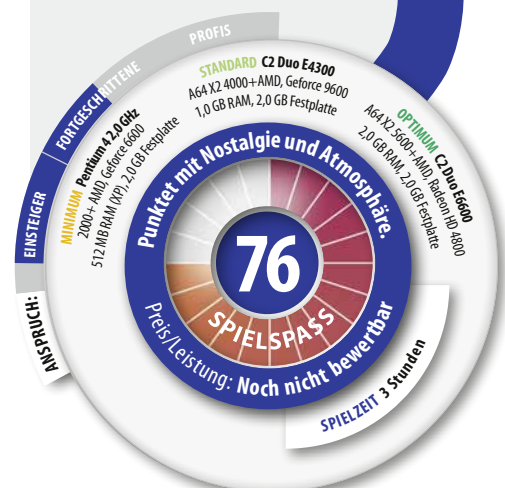 ANSPRUCH:
EINSTEIGER
FORTGESCHRITTENE
PROFIS
MINIMUM Pentium 4 2,0 GHz
2000+ AMD, Geforce 6600
512 MB RAM (XP), 2,0 GB Festplatte
STANDARD C2 Duo E4300
A64 X2 4000+AMD, Geforce 9600
1,0 GB RAM, 2,0 GB Festplatte
OPTIMUM C2 Duo E6600
A64 X2 5600+AMD, Radeon HD 4800
2,0 GB RAM, 2,0 GB Festplatte
Punktet mit Nostalgie und Atmosphäre.
76
SPIELSPA$$
Preis/Leistung: Noch nicht bewertbar
SPIELZEIT 3 Stunden